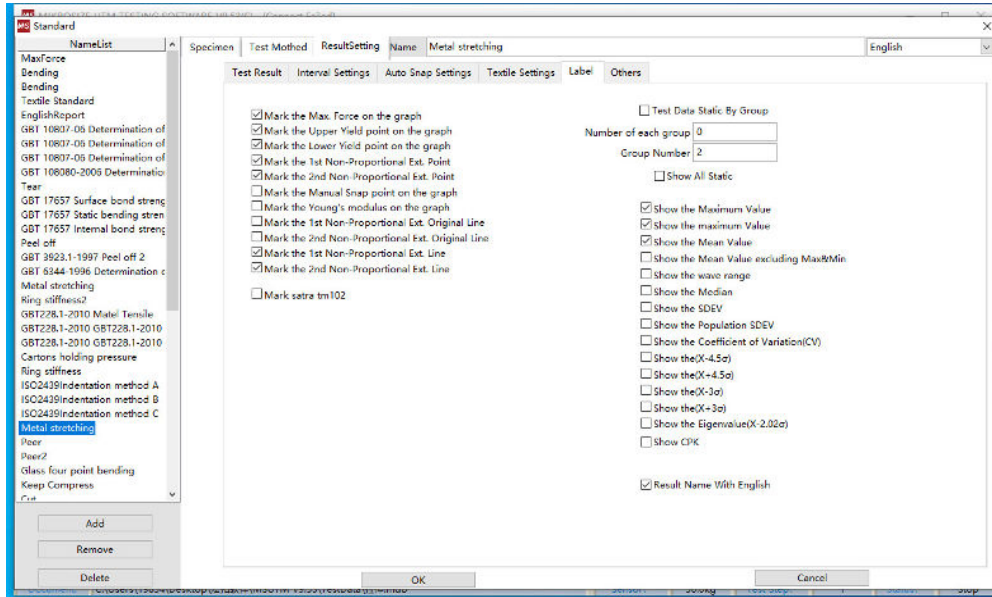 MS Standard
NameList
MaxForce
Bending
Bending
Textile Standard
EnglishReport
GBT 10807-06 Determination of
GBT 10807-06 Determination of
GBT 10807-06 Determination of
GBT 108080-2006 Determinatio
Tear
GBT 17657 Surface bond streng
GBT 17657 Static bending stren
GBT 17657 Internal bond streng
Peel off
GBT 3923.1-1997 Peel off 2
GBT 6344-1996 Determination c
Metal stretching
Ring stiffness2
GBT228.1-2010 Matel Tensile
GBT228.1-2010 GBT228.1-2010
GBT228.1-2010 GBT228.1-2010
Cartons holding pressure
Ring stiffness
ISO2439Indentation method A
ISO2439Indentation method B
ISO2439Indentation method C
Metal stretching
Peer
Peer2
Glass four point bending
Keep Compress
Cut
Add
Remove
Delete
Specimen Test Mothed ResultSetting Name Metal stretching English
Test Result Interval Settings Auto Snap Settings Textile Settings Label Others
Mark the Max. Force on the graph
Mark the Upper Yield point on the graph
Mark the Lower Yield point on the graph
Mark the 1st Non-Proportional Ext. Point
Mark the 2nd Non-Proportional Ext. Point
Mark the Manual Snap point on the graph
Mark the Young's modulus on the graph
Mark the 1st Non-Proportional Ext. Original Line
Mark the 2nd Non-Proportional Ext. Original Line
Mark the 1st Non-Proportional Ext. Line
Mark the 2nd Non-Proportional Ext. Line
Mark satra tm102
Test Data Static By Group
Number of each group 0
Group Number 2
Show All Static
Show the Maximum Value
Show the maximum Value
Show the Mean Value
Show the Mean Value excluding Max&Min
Show the wave range
Show the Median
Show the SDEV
Show the Population SDEV
Show the Coefficient of Variation(CV)
Show the(X-4.5σ)
Show the(X+4.5σ)
Show the(X-3σ)
Show the(X+3σ)
Show the Eigenvalue(X-2.02σ)
Show CPK
Result Name With English
OK Cancel